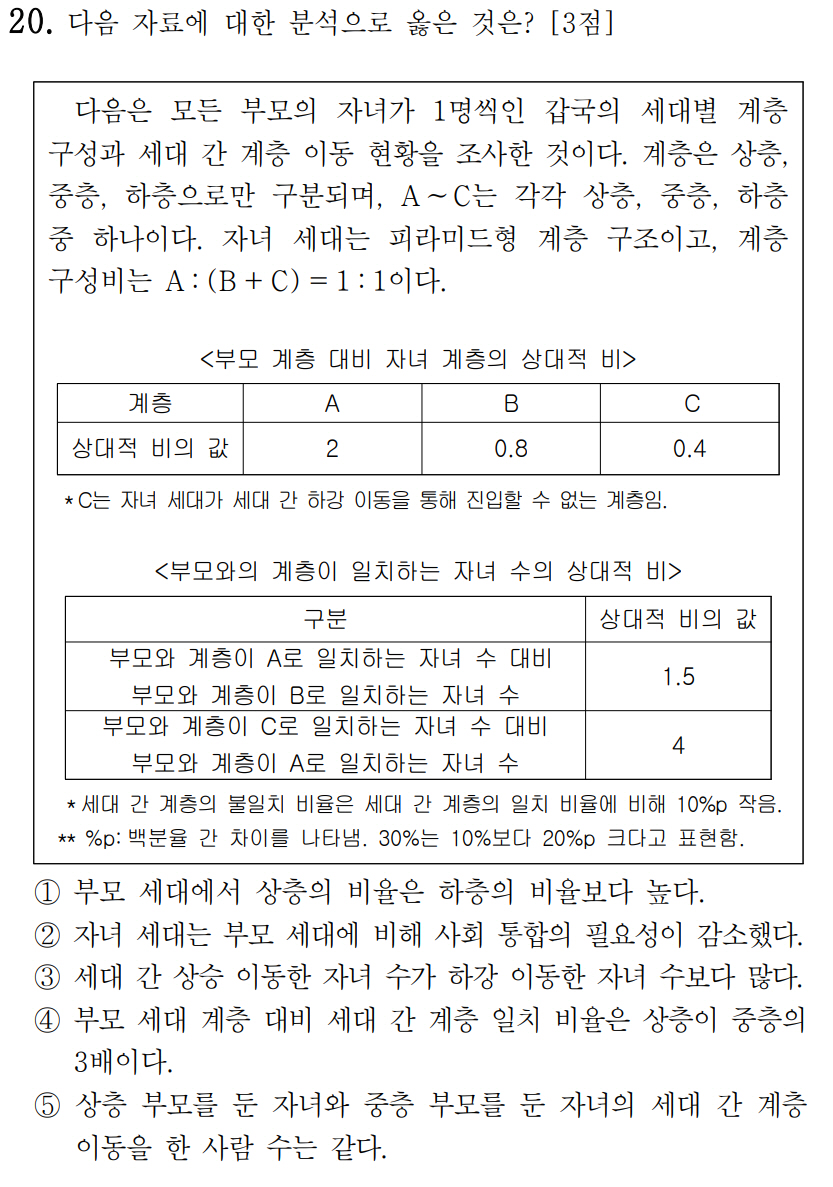 20. 다음 자료에 대한 분석으로 옳은 것은? [3점]
다음은 모든 부모의 자녀가 1명씩인 갑국의 세대별 계층
구성과 세대 간 계층 이동 현황을 조사한 것이다. 계층은 상층,
중층, 하층으로만 구분되며, A~C는 각각 상층, 중층, 하층
중 하나이다. 자녀 세대는 피라미드형 계층 구조이고, 계층
구성비는 A : (B + C) = 1 : 1이다.
<부모 계층 대비 자녀 계층의 상대적 비>
계층 A B C
상대적 비의 값 2 0.8 0.4
* C는 자녀 세대가 세대 간 하강 이동을 통해 진입할 수 없는 계층임.
<부모와의 계층이 일치하는 자녀 수의 상대적 비>
구분 상대적 비의 값
부모와 계층이 A로 일치하는 자녀 수 대비
부모와 계층이 B로 일치하는 자녀 수
1.5
부모와 계층이 C로 일치하는 자녀 수 대비
부모와 계층이 A로 일치하는 자녀 수
4
* 세대 간 계층의 불일치 비율은 세대 간 계층의 일치 비율에 비해 10%p 작음.
** %p: 백분율 간 차이를 나타냄. 30%는 10%보다 20%p 크다고 표현함.
① 부모 세대에서 상층의 비율은 하층의 비율보다 높다.
② 자녀 세대는 부모 세대에 비해 사회 통합의 필요성이 감소했다.
③ 세대 간 상승 이동한 자녀 수가 하강 이동한 자녀 수보다 많다.
④ 부모 세대 계층 대비 세대 간 계층 일치 비율은 상층이 중층의
3배이다.
⑤ 상층 부모를 둔 자녀와 중층 부모를 둔 자녀의 세대 간 계층
이동을 한 사람 수는 같다.